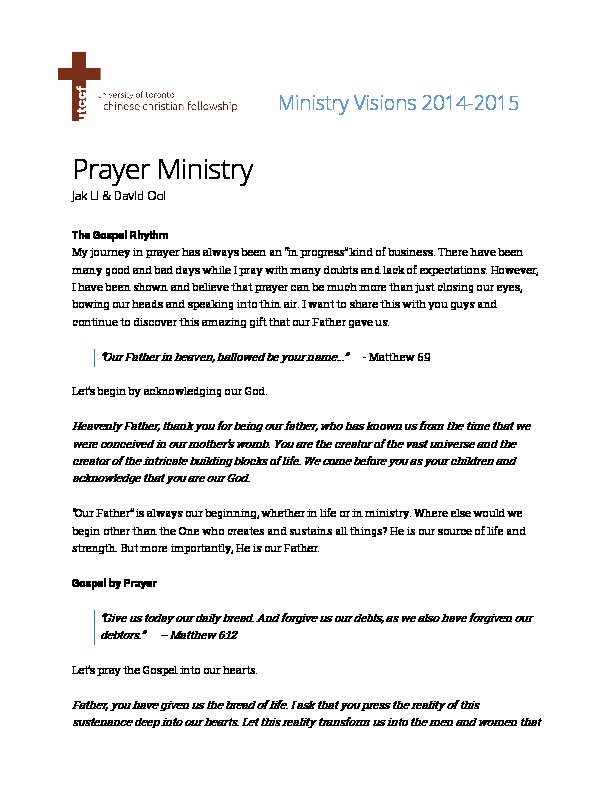 utccf
university of toronto
chinese christian fellowship
Ministry Visions 2014-2015
Prayer Ministry
Jak Li & David Ooi
The Gospel Rhythm
My journey in prayer has always been an "in progress" kind of business. There have been
many good and bad days while I pray with many doubts and lack of expectations. However,
I have been shown and believe that prayer can be much more than just closing our eyes,
bowing our heads and speaking into thin air. I want to share this with you guys and
continue to discover this amazing gift that our Father gave us.
"Our Father in heaven, hallowed be your name…" - Matthew 6:9
Let's begin by acknowledging our God.
Heavenly Father, thank you for being our father, who has known us from the time that we
were conceived in our mother's womb. You are the creator of the vast universe and the
creator of the intricate building blocks of life. We come before you as your children and
acknowledge that you are our God.
"Our Father" is always our beginning, whether in life or in ministry. Where else would we
begin other than the One who creates and sustains all things? He is our source of life and
strength. But more importantly, He is our Father.
Gospel by Prayer
"Give us today our daily bread. And forgive us our debts, as we also have forgiven our
debtors." – Matthew 6:12
Let's pray the Gospel into our hearts.
Father, you have given us the bread of life. I ask that you press the reality of this
sustenance deep into our hearts. Let this reality transform us into the men and women that